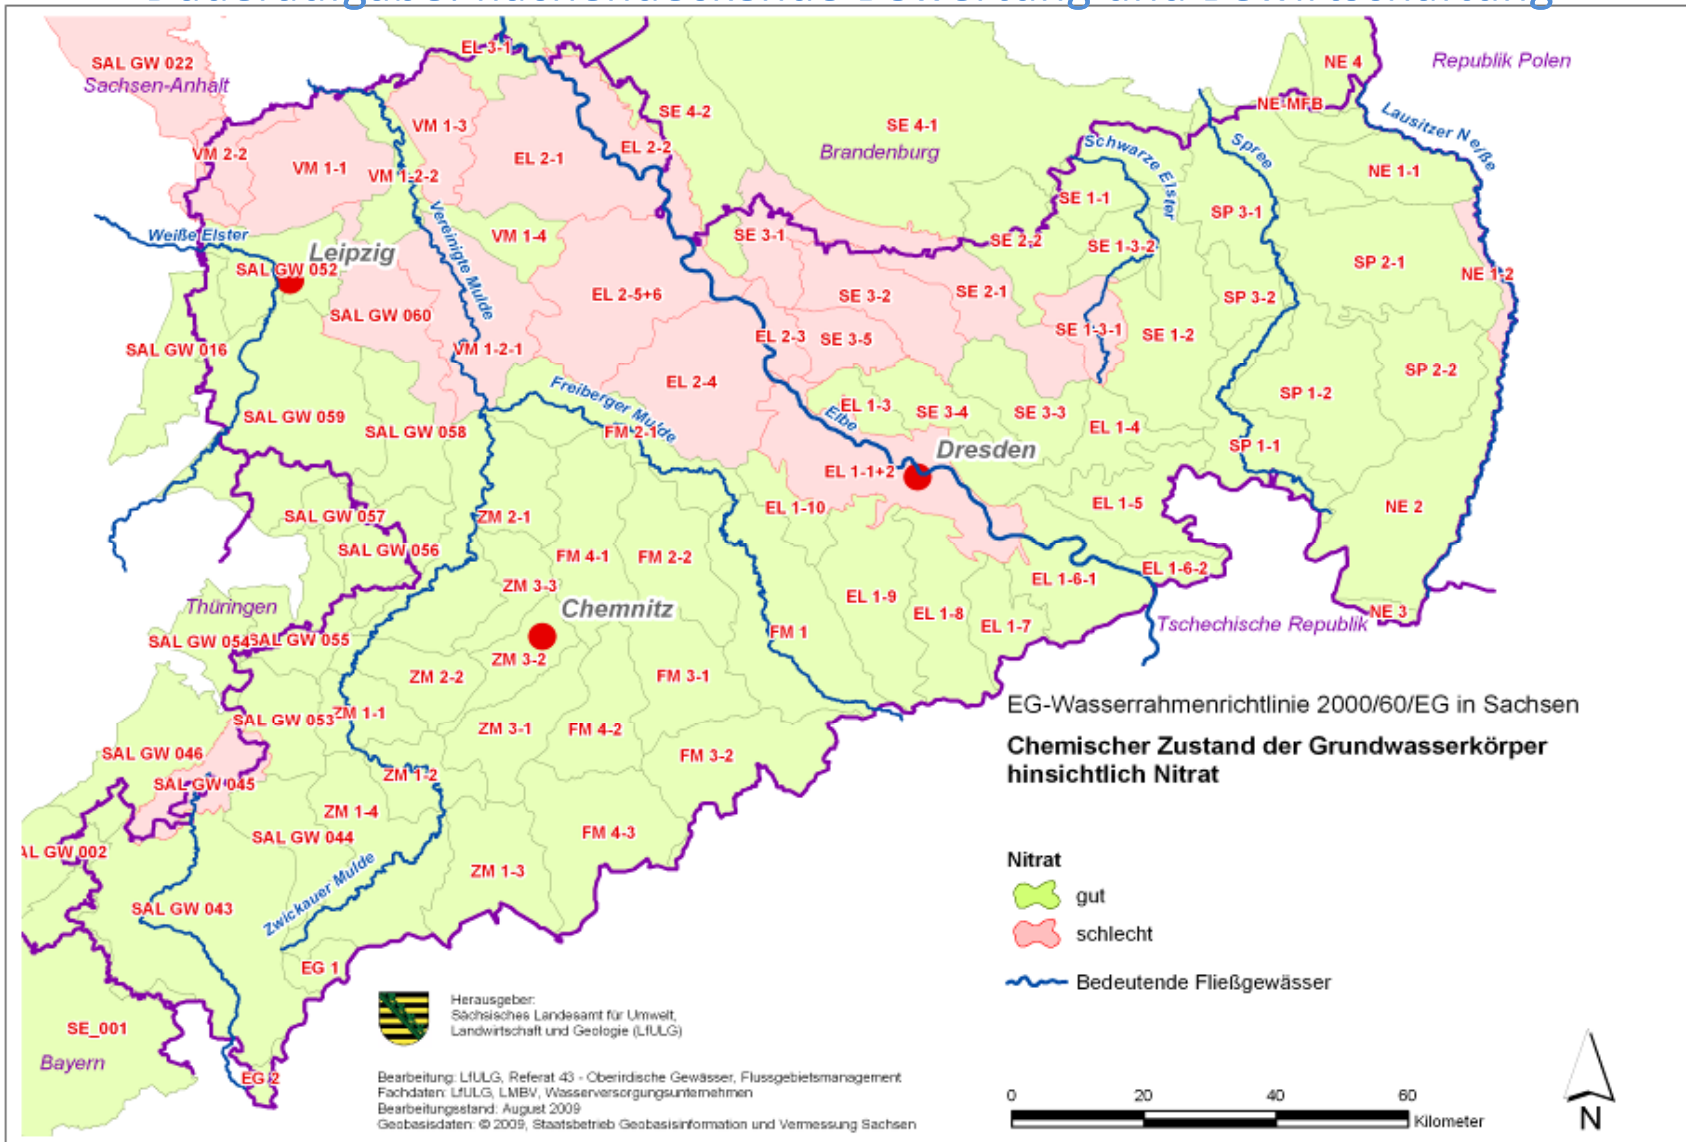 EL 3-1
SAL GW 022
Sachsen-Anhalt
NE 4
Republik Polen
NE-MFB
SE 4-2
Lausitzer Neiße
VM 1-3
SE 4-1
Brandenburg
EL 2-2
Schwarze Elster
Spree
VM 2-2
EL 2-1
VM 1-1
VM 1-2-2
NE 1-1
SE 1-1
SP 3-1
Vereinigte Mulde
Weiße Elster
VM 1-4
SE 3-1
SE 2-2
SE 1-3-2
Leipzig
SAL GW 052
SP 2-1
NE 1-2
EL 2-5+6
SE 3-2
SE 2-1
SP 3-2
SAL GW 060
SE 1-3-1
SE 1-2
EL 2-3
SE 3-5
SAL GW 016
VM 1-2-1
SP 2-2
EL 2-4
Freiberger Mulde
SP 1-2
SAL GW 059
EL 1-3
SE 3-4
SE 3-3
Elbe
EL 1-4
SAL GW 058
FM 2-1
SP 1-1
Dresden
EL 1-1+2
EL 1-10
EL 1-5
NE 2
SAL GW 057
ZM 2-1
SAL GW 056
FM 4-1
FM 2-2
EL 1-6-2
ZM 3-3
EL 1-6-1
Thüringen
Chemnitz
EL 1-9
EL 1-8
NE 3
EL 1-7
Tschechische Republik
SAL GW 054
SAL GW 055
FM 1
ZM 3-2
ZM 2-2
FM 3-1
EG-Wasserrahmenrichtlinie 2000/60/EG in Sachsen
SAL GW 053
ZM 1-1
ZM 3-1
FM 4-2
Chemischer Zustand der Grundwasserkörper
hinsichtlich Nitrat
SAL GW 046
FM 3-2
SAL GW 045
ZM 1-2
ZM 1-4
SAL GW 044
FM 4-3
AL GW 002
Nitrat
ZM 1-3
gut
Zwickauer Mulde
SAL GW 043
schlecht
EG 1
Bedeutende Fließgewässer
SE_001
Bayern
EG 2
Herausgeber:
Sächsisches Landesamt für Umwelt,
Landwirtschaft und Geologie (LfULG)
Bearbeitung: LfULG, Referat 43 - Oberirdische Gewässer, Flussgebietsmanagement
Fachdaten: LfULG, LMBV, Wasserversorgungsunternehmen
Bearbeitungsstand: August 2009
Geobasisdaten: © 2009, Staatsbetrieb Geobasisinformation und Vermessung Sachsen
0 20 40 60
Kilometer
N